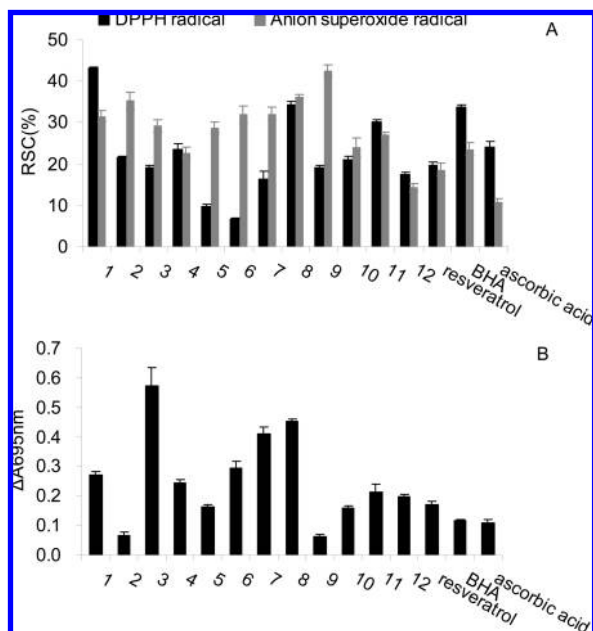 DPPH radical Anion superoxide radical
A
50
40
30
20
10
0
RSC(%)
1 2 3 4 5 6 7 8 9 10 11 12 resveratrol BHA ascorbic acid
B
0.7
0.6
0.5
0.4
0.3
0.2
0.1
0.0
ΔA695nm
1 2 3 4 5 6 7 8 9 10 11 12 resveratrol BHA ascorbic acid